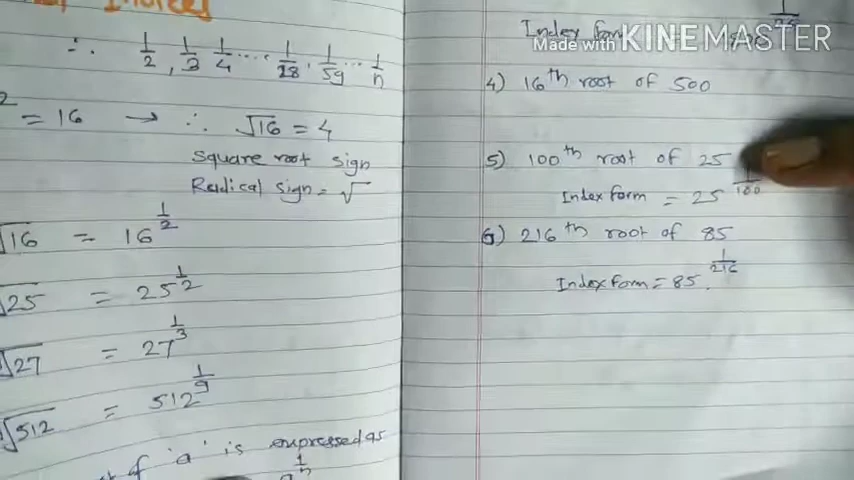 Indices
∴ 1/2, 1/3 1/4 .... 1/28, 1/59 ... 1/n
2 = 16 → ∴ √16 = 4
Square root sign
Radical sign = √
√16 = 16^1/2
√25 = 25^1/2
√27 = 27^1/3
√512 = 512^1/9
of 'a' is expressed as
1/n
Index form
Made with KINEMASTER
4) 16th root of 500
5) 100th root of 25
Index form = 25^1/100
6) 216th root of 85
Index form = 85^1/216.